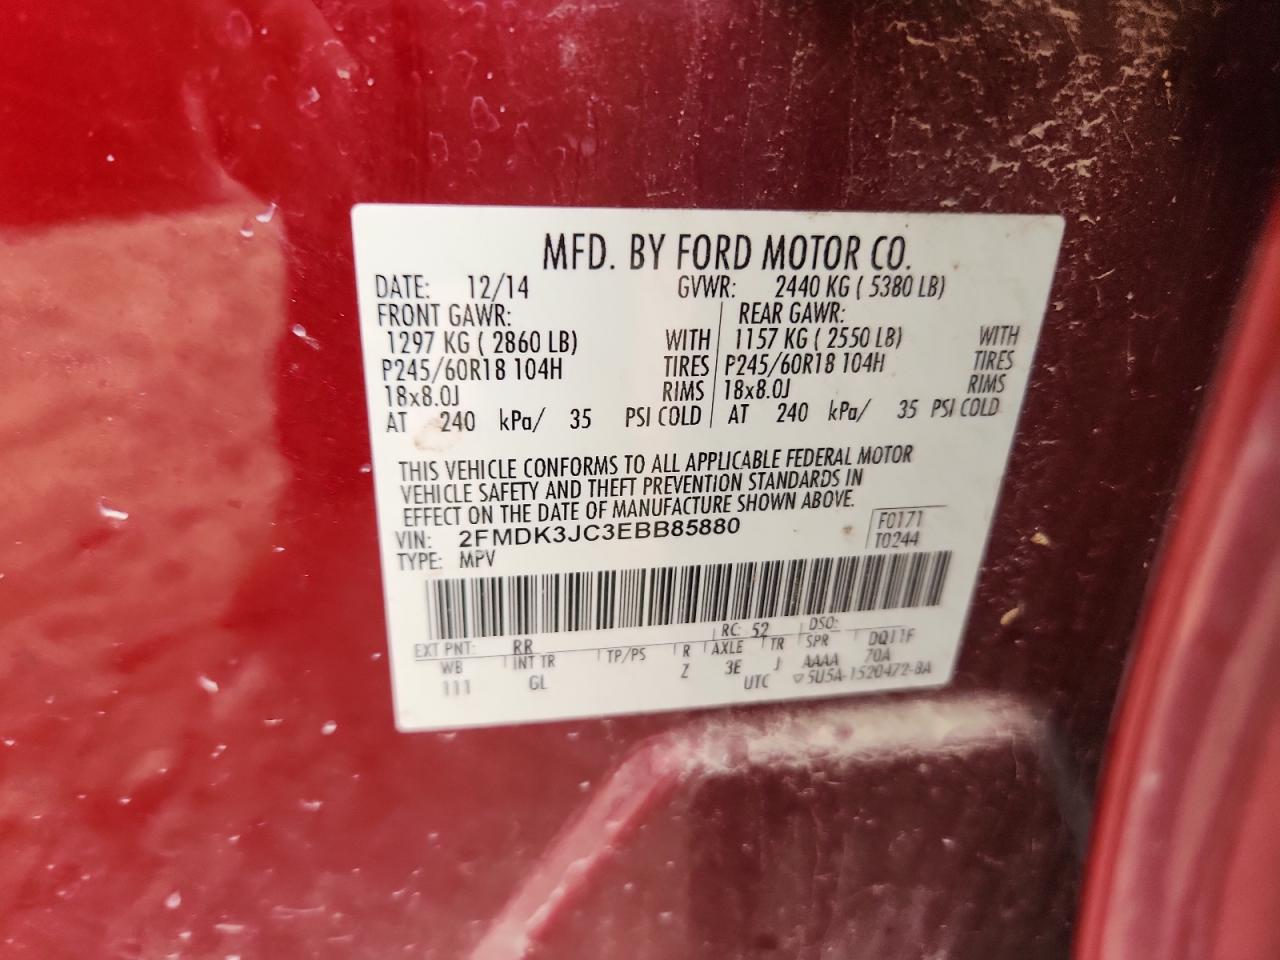 MFD. BY FORD MOTOR CO.
DATE: 12/14 GVWR: 2440 KG ( 5380 LB)
FRONT GAWR: REAR GAWR:
1297 KG ( 2860 LB) WITH 1157 KG ( 2550 LB) WITH
P245/60R18 104H TIRES P245/60R18 104H TIRES
18x8.0J RIMS 18x8.0J RIMS
AT 240 kPa/ 35 PSI COLD AT 240 kPa/ 35 PSI COLD
THIS VEHICLE CONFORMS TO ALL APPLICABLE FEDERAL MOTOR
VEHICLE SAFETY AND THEFT PREVENTION STANDARDS IN
EFFECT ON THE DATE OF MANUFACTURE SHOWN ABOVE.
VIN: 2FMDK3JC3EBB85880 F0171
TYPE: MPV T0244
EXT PNT: RR RC: 52 DSO:
WB INT TR TP/PS R AXLE TR SPR DQ11F
111 GL Z 3E J AAAA 70A
UTC ▽5U5A-1520472-BA